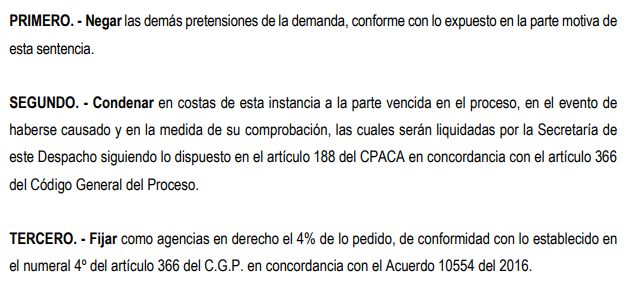 PRIMERO. - Negar las demás pretensiones de la demanda, conforme con lo expuesto en la parte motiva de
esta sentencia.
SEGUNDO. - Condenar en costas de esta instancia a la parte vencida en el proceso, en el evento de
haberse causado y en la medida de su comprobación, las cuales serán liquidadas por la Secretaría de
este Despacho siguiendo lo dispuesto en el artículo 188 del CPACA en concordancia con el artículo 366
del Código General del Proceso.
TERCERO. - Fijar como agencias en derecho el 4% de lo pedido, de conformidad con lo establecido en
el numeral 4º del artículo 366 del C.G.P. en concordancia con el Acuerdo 10554 del 2016.